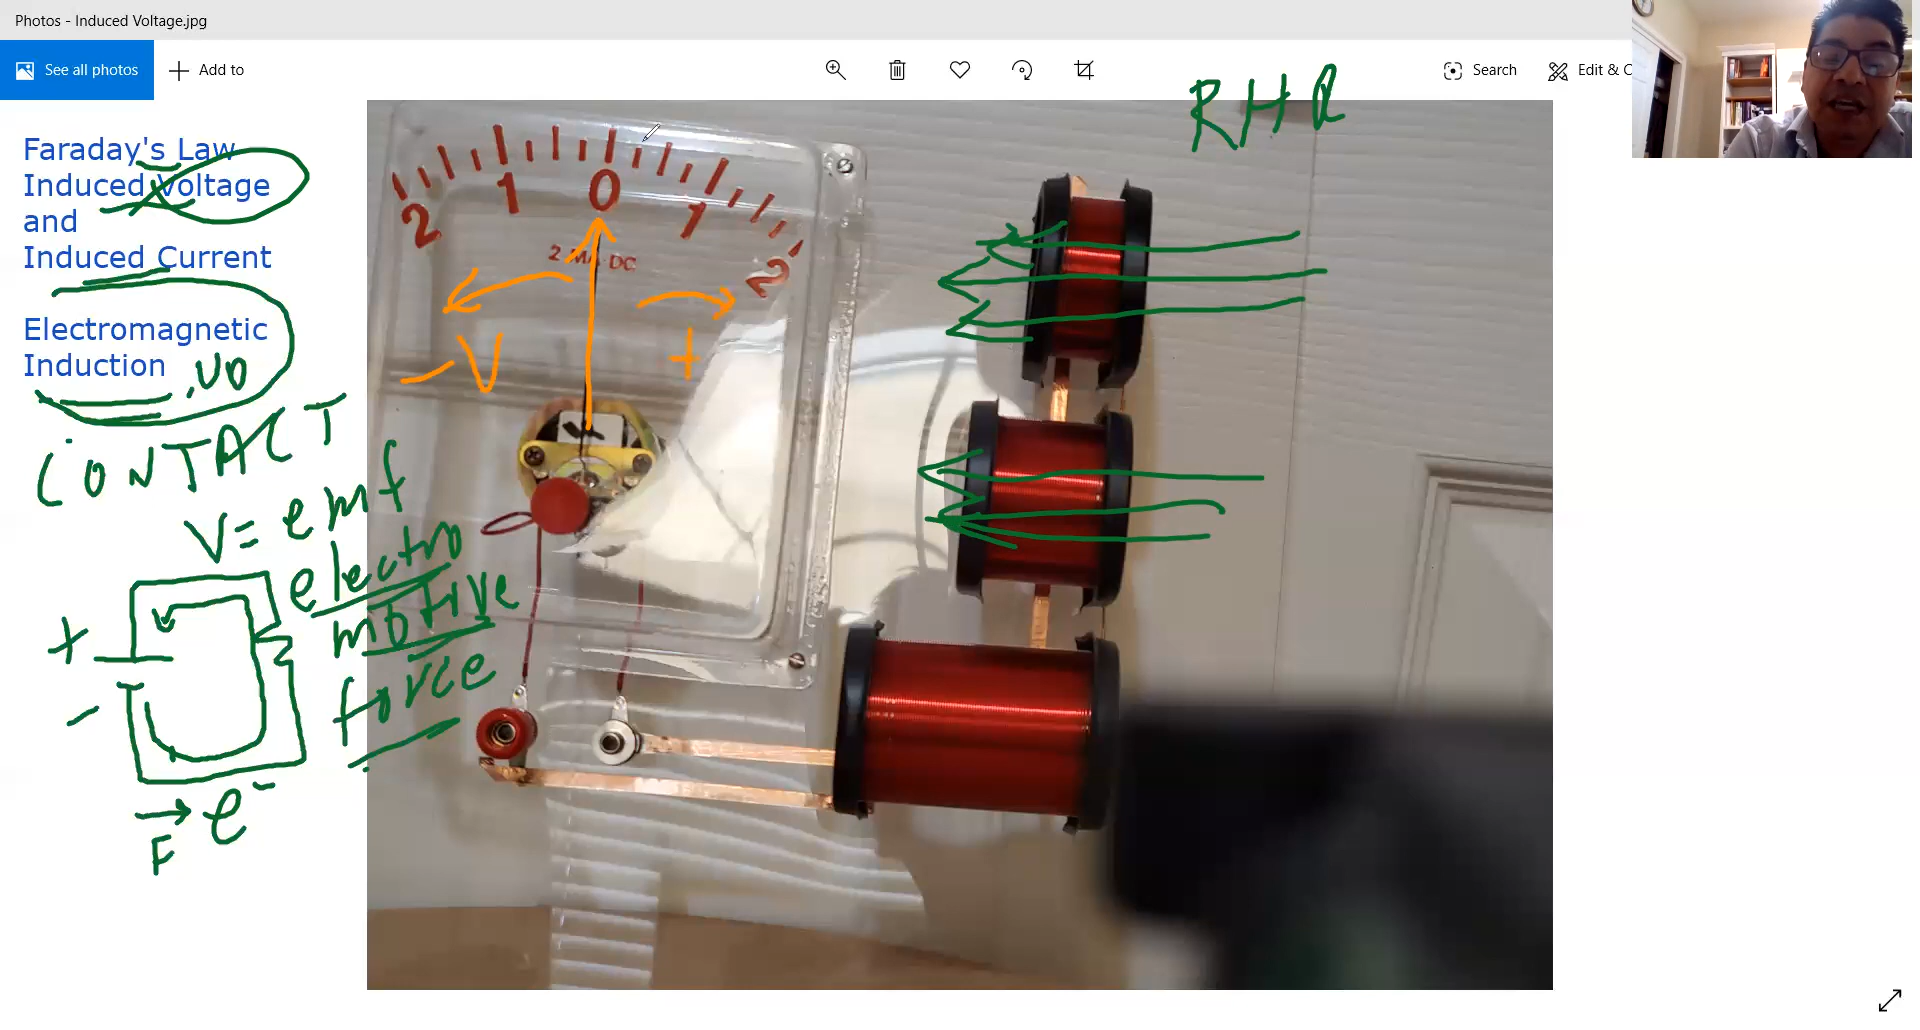 Photos - Induced Voltage.jpg
See all photos
Add to
Search
Edit & C
RHR
Faraday's Law
Induced Voltage
and
Induced Current
Electromagnetic
Induction
CONTACT
V = emf
electro
motive
force
+
-
F
e-
2 1 0 1 2
2 MA DC
- V +